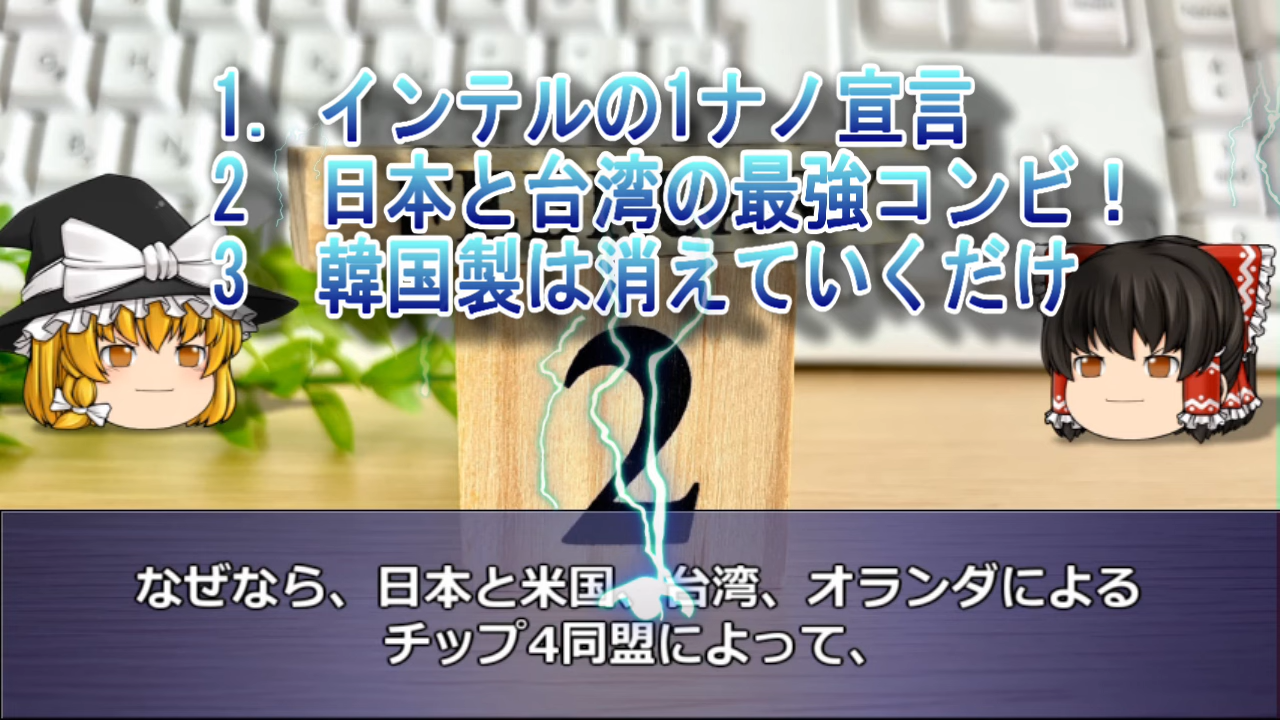 1. インテルの1ナノ宣言
2 日本と台湾の最強コンビ！
3 韓国製は消えていくだけ
2
なぜなら、日本と米国、台湾、オランダによる
チップ4同盟によって、